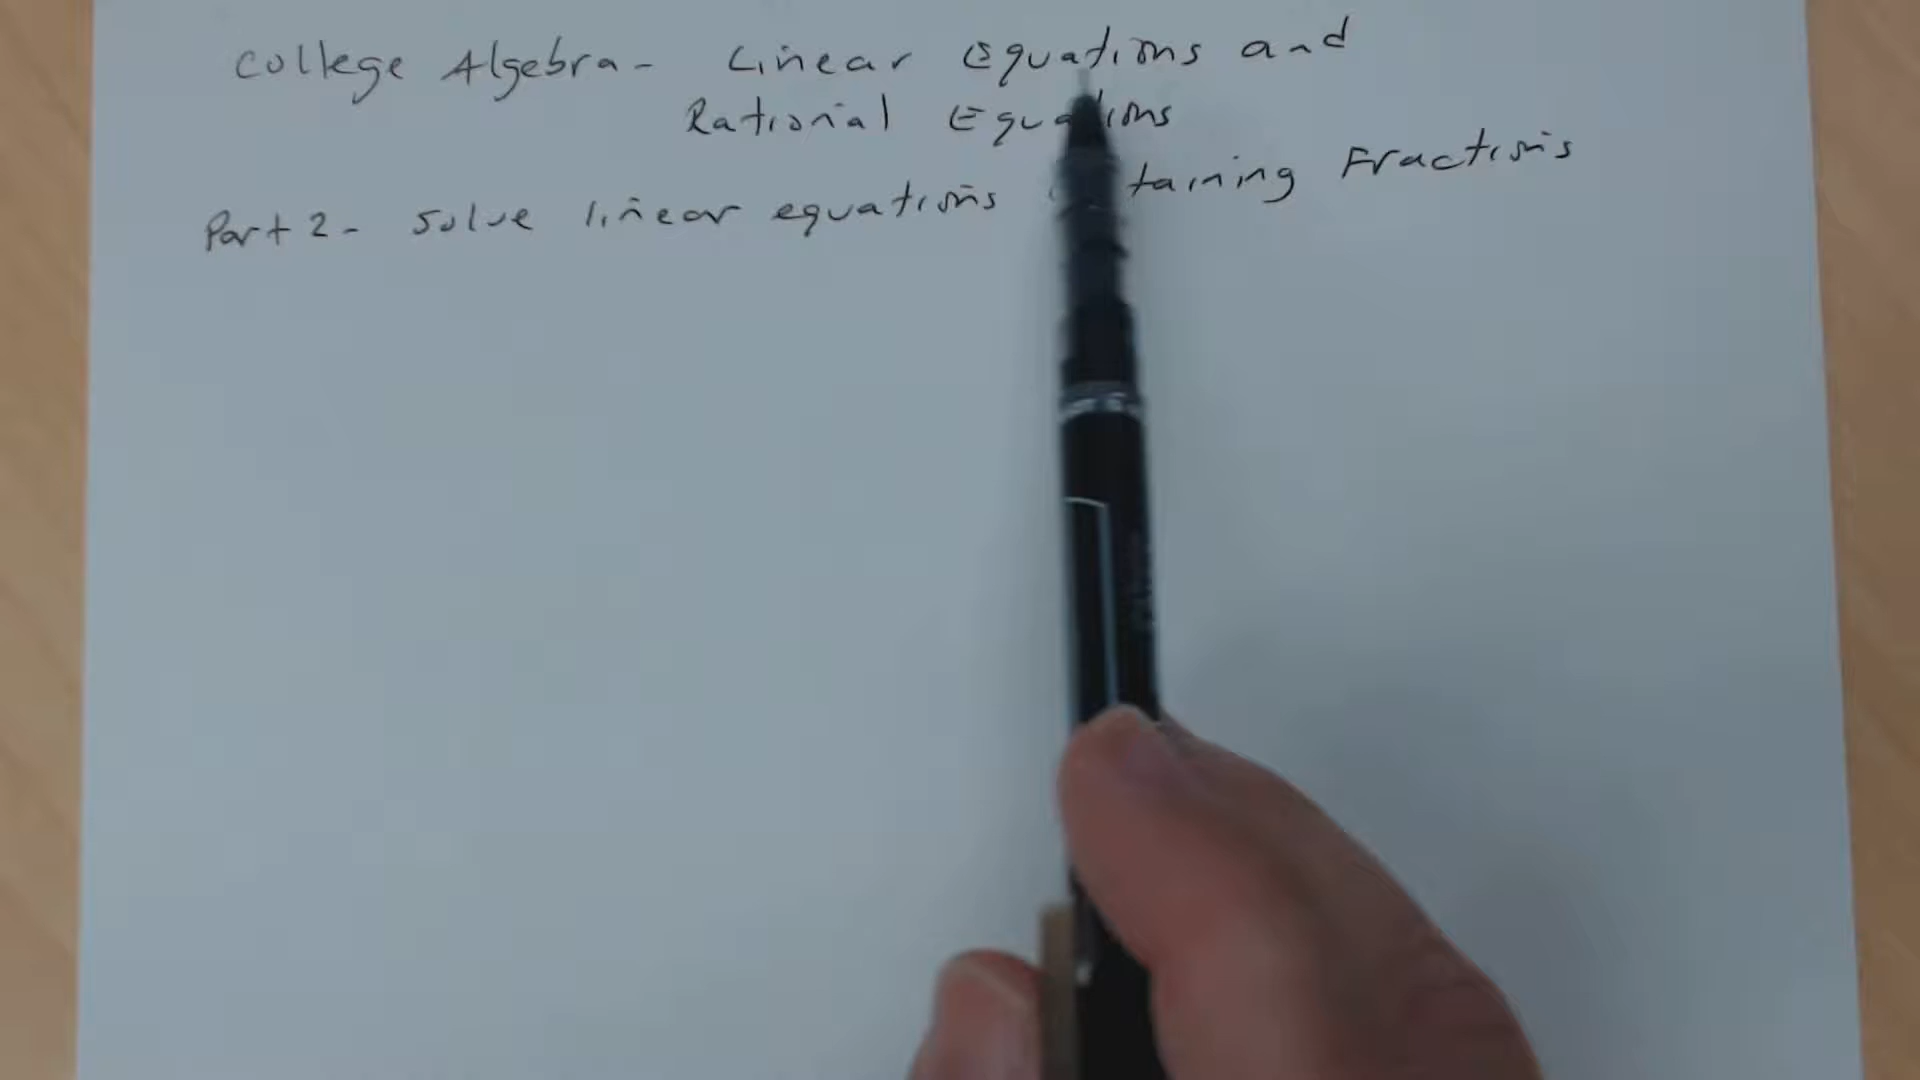 College Algebra - Linear Equations and
Rational Equations
Part 2 - Solve linear equations taining Fractions